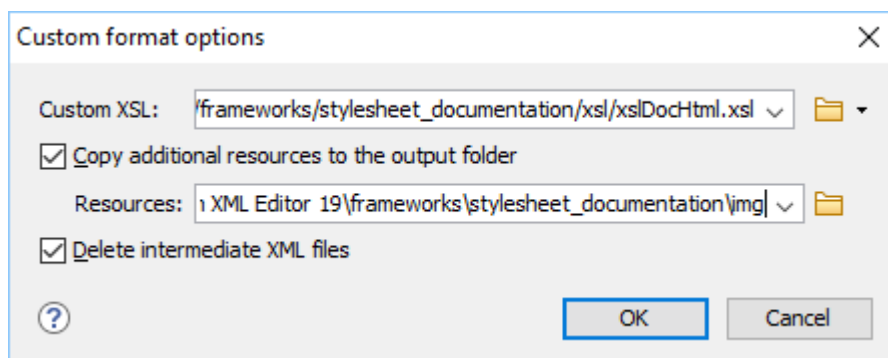 Custom format options
Custom XSL: /frameworks/stylesheet_documentation/xsl/xslDocHtml.xsl
Copy additional resources to the output folder
Resources: XML Editor 19\frameworks\stylesheet_documentation\img
Delete intermediate XML files
? OK Cancel